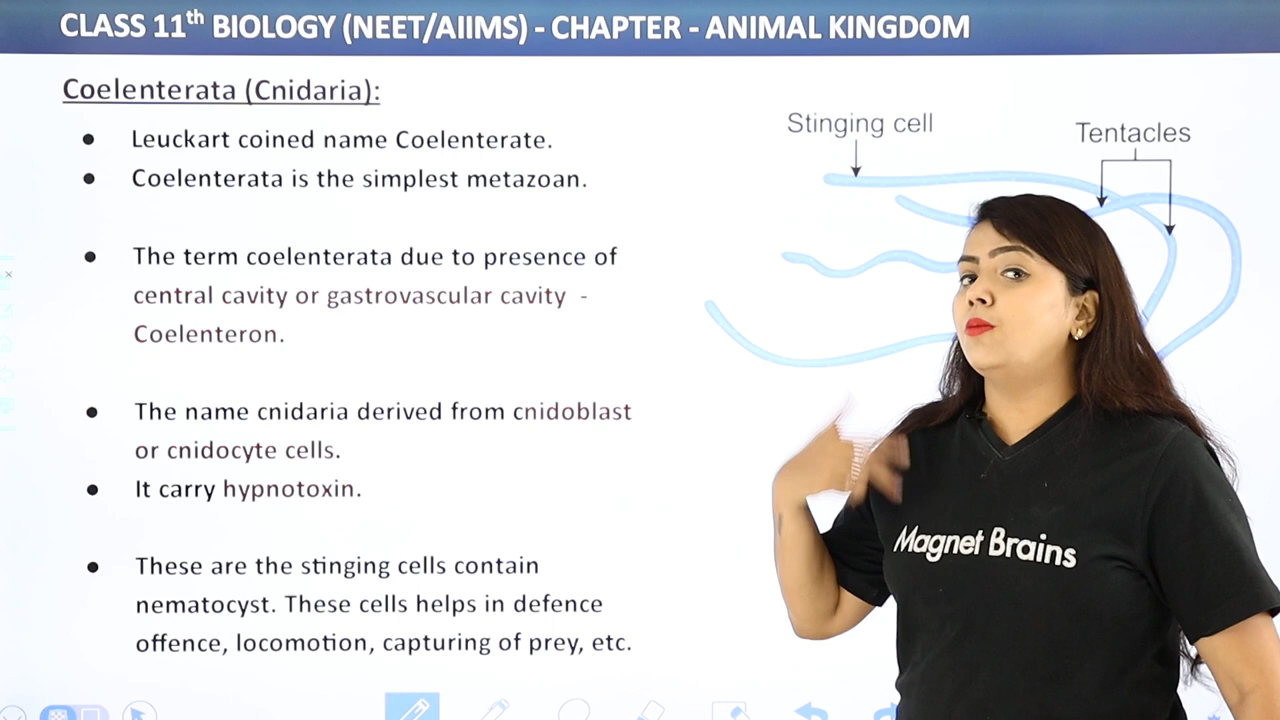 CLASS 11th BIOLOGY (NEET/AIIMS) - CHAPTER - ANIMAL KINGDOM
Coelenterata (Cnidaria):
● Leuckart coined name Coelenterate.
● Coelenterata is the simplest metazoan.
● The term coelenterata due to presence of
central cavity or gastrovascular cavity -
Coelenteron.
● The name cnidaria derived from cnidoblast
or cnidocyte cells.
● It carry hypnotoxin.
● These are the stinging cells contain
nematocyst. These cells helps in defence
offence, locomotion, capturing of prey, etc.
Stinging cell
Tentacles
Magnet Brains